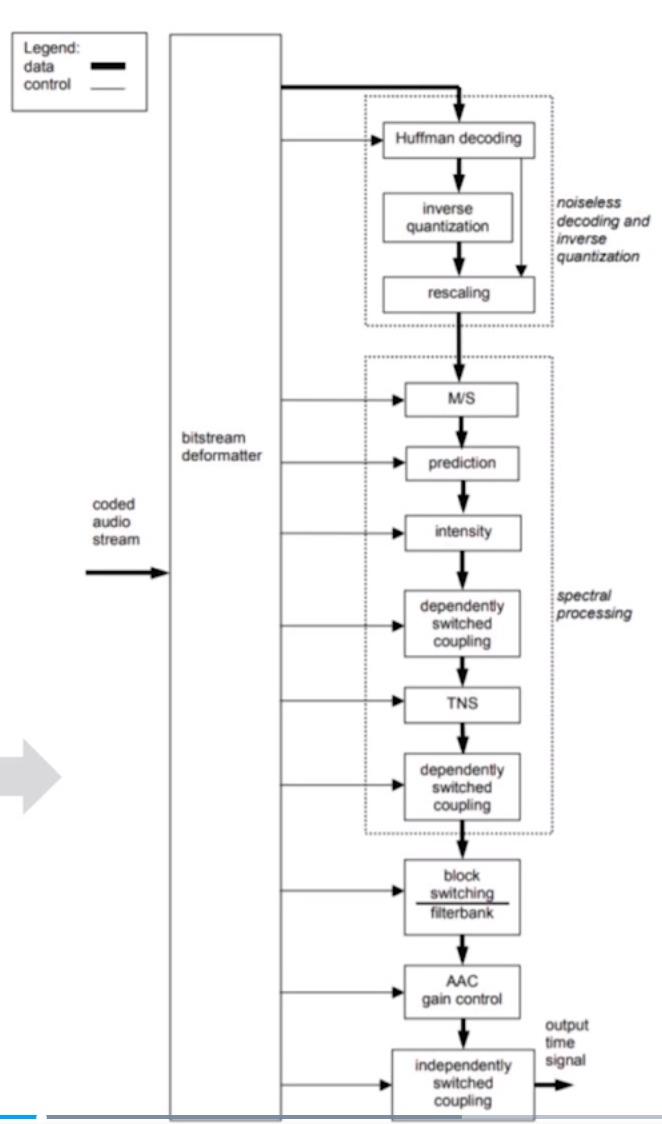 Legend:
data
control
Huffman decoding
inverse
quantization
rescaling
noiseless
decoding and
inverse
quantization
M/S
bitstream
deformatter
prediction
coded
audio
stream
intensity
dependently
switched
coupling
spectral
processing
TNS
dependently
switched
coupling
block
switching
filterbank
AAC
gain control
output
time
signal
independently
switched
coupling